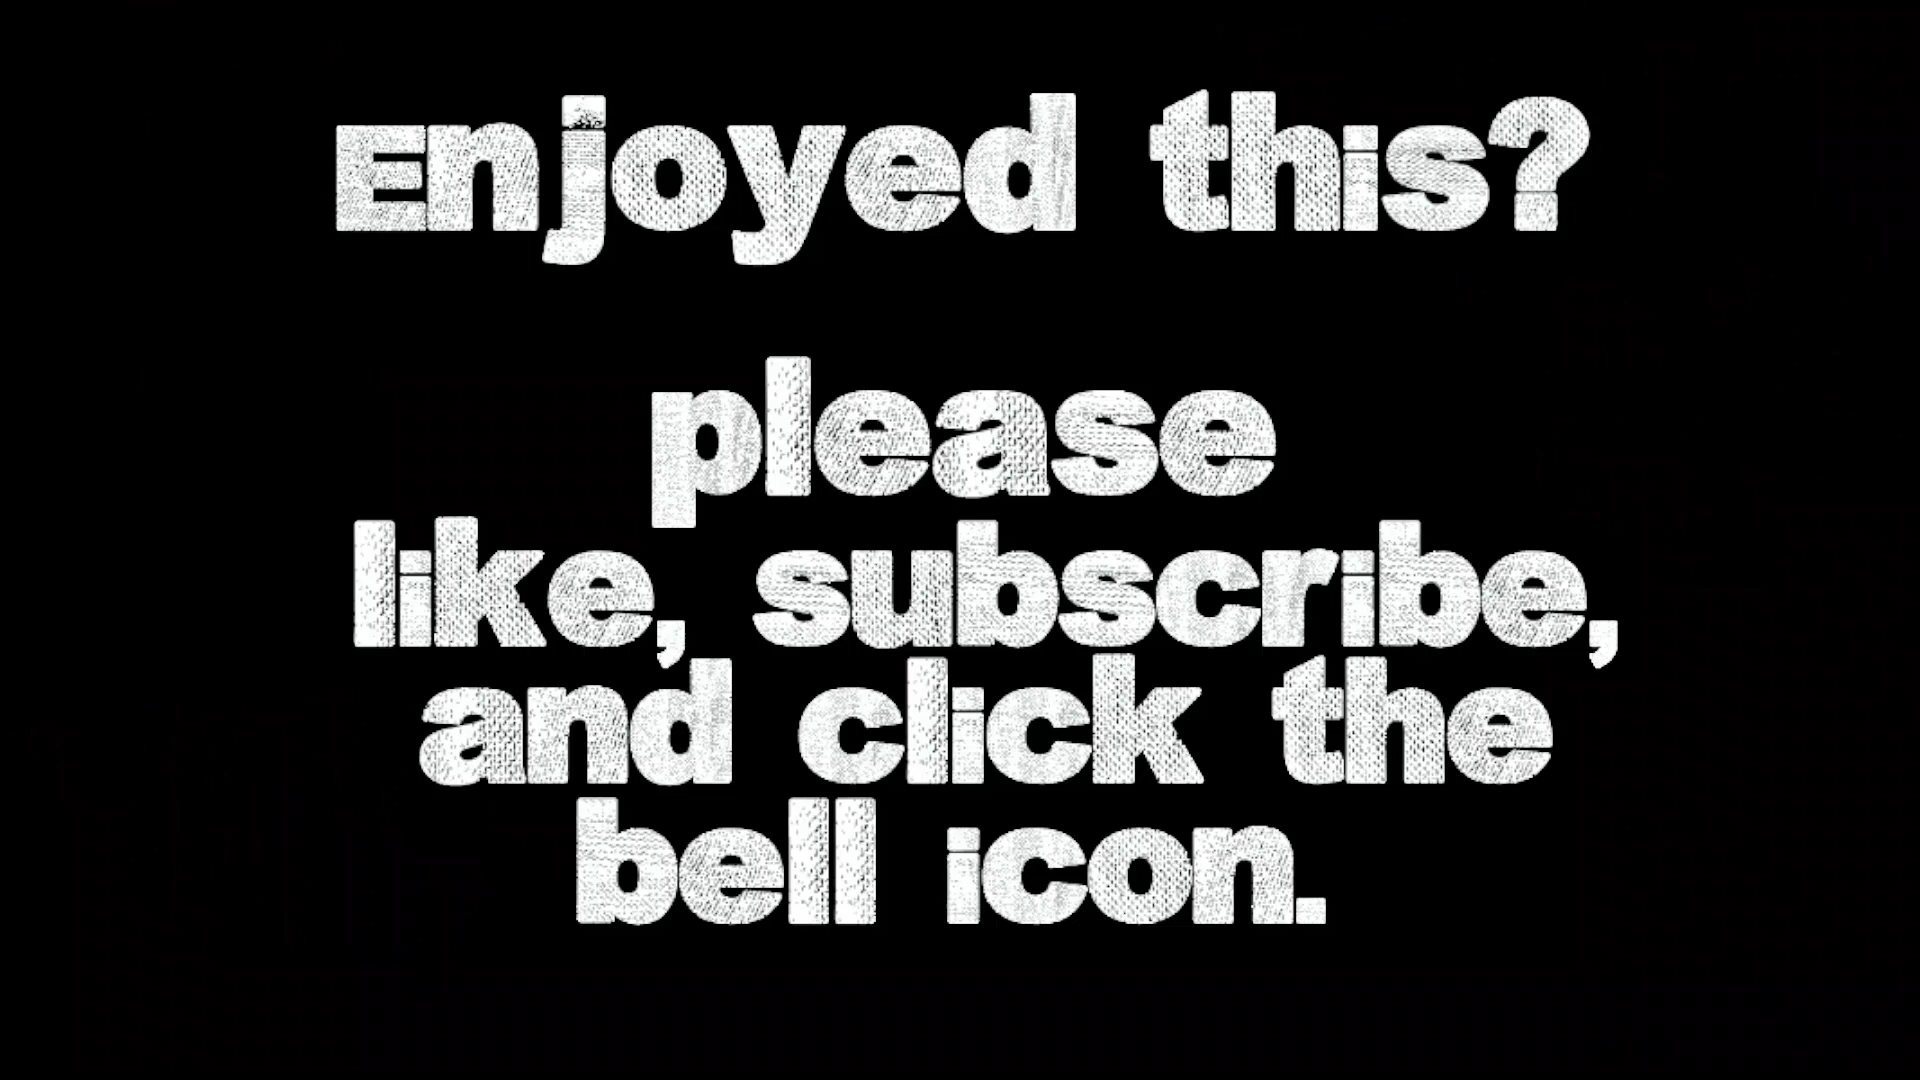 Enjoyed this?
please
like, subscribe,
and click the
bell icon.